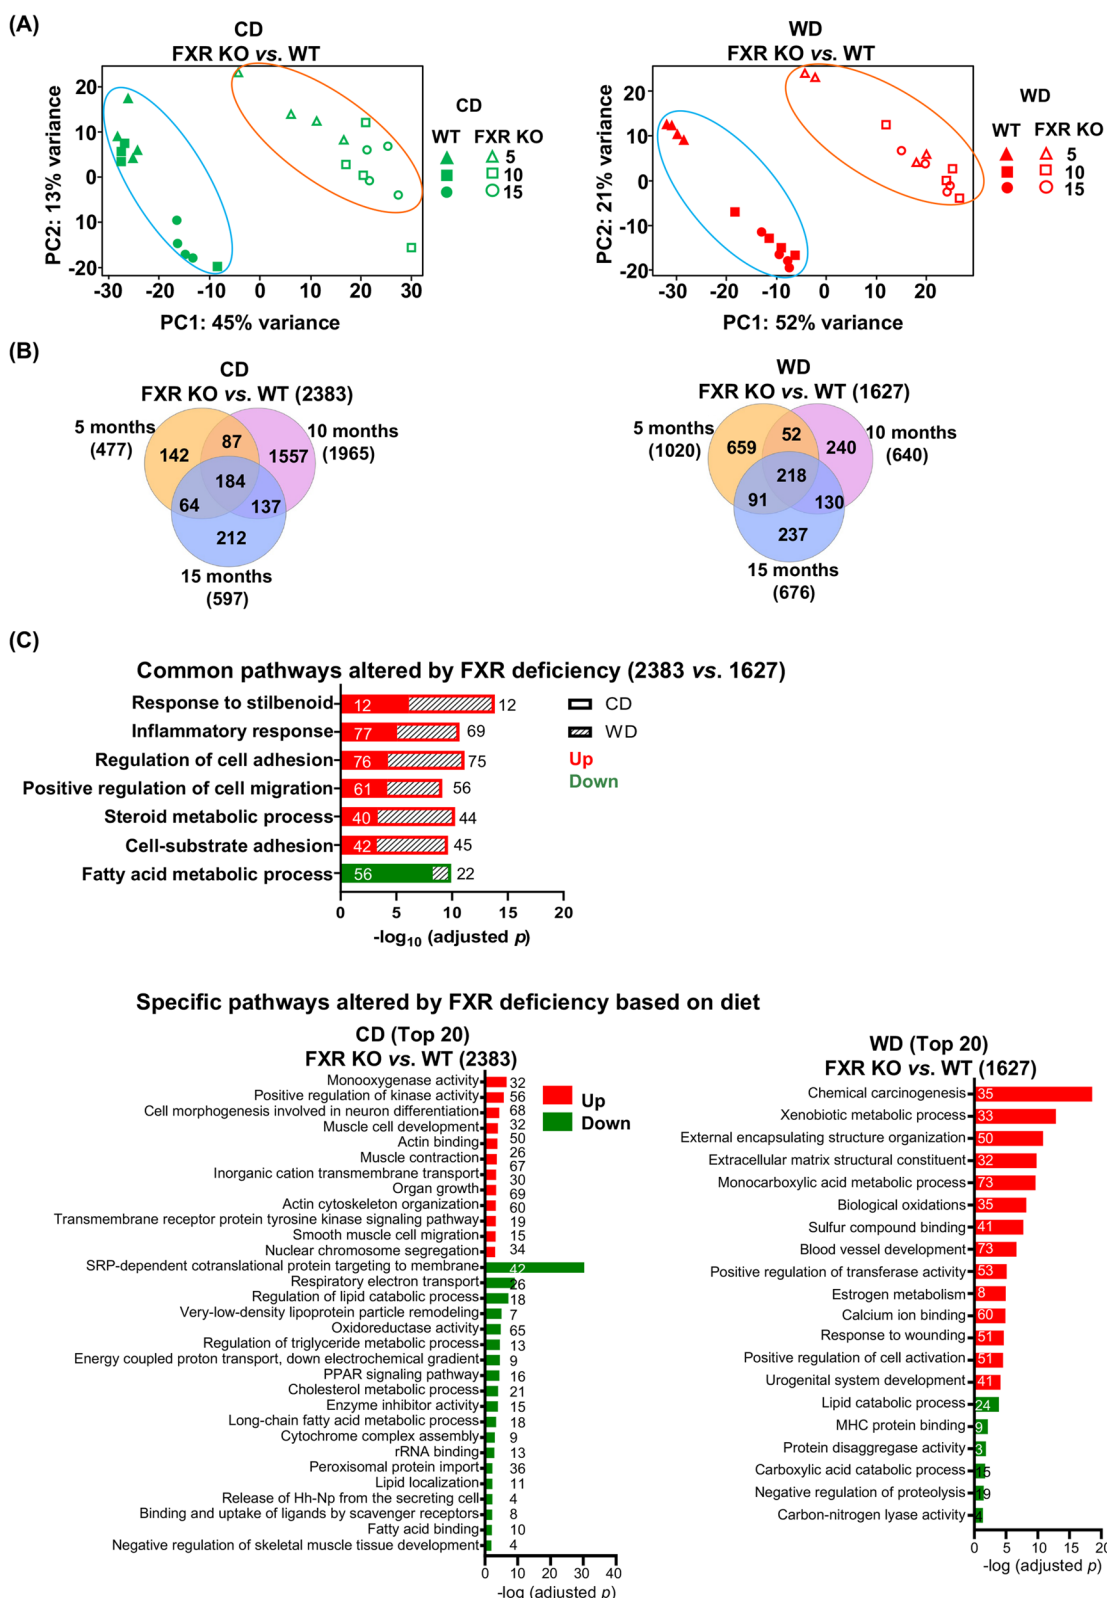 (A)
CD
FXR KO vs. WT
WD
FXR KO vs. WT
PC2: 13% variance
20
10
0
10
-20
-30
-20
-10
0
10
20
30
PC1: 45% variance
CD
WT FXR KO
5
10
15
PC2: 21% variance
20
10
0
-10
-20
-30
-20
-10
0
10
20
PC1: 52% variance
WD
WT FXR KO
5
10
15
(B)
CD
FXR KO vs. WT (2383)
5 months
(477)
10 months
(1965)
142
87
1557
184
64
137
212
15 months
(597)
WD
FXR KO vs. WT (1627)
5 months
(1020)
10 months
(640)
659
52
240
218
91
130
237
15 months
(676)
(C)
Common pathways altered by FXR deficiency (2383 vs. 1627)
Response to stilbenoid 12 12
Inflammatory response 77 69
Regulation of cell adhesion 76 75
Positive regulation of cell migration 61 56
Steroid metabolic process 40 44
Cell-substrate adhesion 42 45
Fatty acid metabolic process 56 22
CD
WD
Up
Down
0 5 10 15 20
-log10 (adjusted p)
Specific pathways altered by FXR deficiency based on diet
CD (Top 20)
FXR KO vs. WT (2383)
Monooxygenase activity 32
Positive regulation of kinase activity 56
Cell morphogenesis involved in neuron differentiation 68
Muscle cell development 32
Actin binding 50
Muscle contraction 26
Inorganic cation transmembrane transport 67
30
Organ growth 69
Actin cytoskeleton organization 60
Transmembrane receptor protein tyrosine kinase signaling pathway 19
Smooth muscle cell migration 15
Nuclear chromosome segregation 34
SRP-dependent cotranslational protein targeting to membrane 42
Respiratory electron transport 26
Regulation of lipid catabolic process 18
Very-low-density lipoprotein particle remodeling 7
Oxidoreductase activity 65
Regulation of triglyceride metabolic process 13
Energy coupled proton transport, down electrochemical gradient 9
PPAR signaling pathway 16
Cholesterol metabolic process 21
Enzyme inhibitor activity 15
Long-chain fatty acid metabolic process 18
Cytochrome complex assembly 9
rRNA binding 13
Peroxisomal protein import 36
Lipid localization 11
Release of Hh-Np from the secreting cell 4
Binding and uptake of ligands by scavenger receptors 8
Fatty acid binding 10
Negative regulation of skeletal muscle tissue development 4
Up
Down
0 10 20 30 40
-log (adjusted p)
WD (Top 20)
FXR KO vs. WT (1627)
Chemical carcinogenesis 35
Xenobiotic metabolic process 33
External encapsulating structure organization 50
Extracellular matrix structural constituent 32
Monocarboxylic acid metabolic process 73
Biological oxidations 35
Sulfur compound binding 41
Blood vessel development 73
Positive regulation of transferase activity 53
Estrogen metabolism 8
Calcium ion binding 60
Response to wounding 51
Positive regulation of cell activation 51
Urogenital system development 41
Lipid catabolic process 24
MHC protein binding 9
Protein disaggregase activity 3
Carboxylic acid catabolic process 15
Negative regulation of proteolysis 19
Carbon-nitrogen lyase activity 4
0 5 10 15 20
-log (adjusted p)